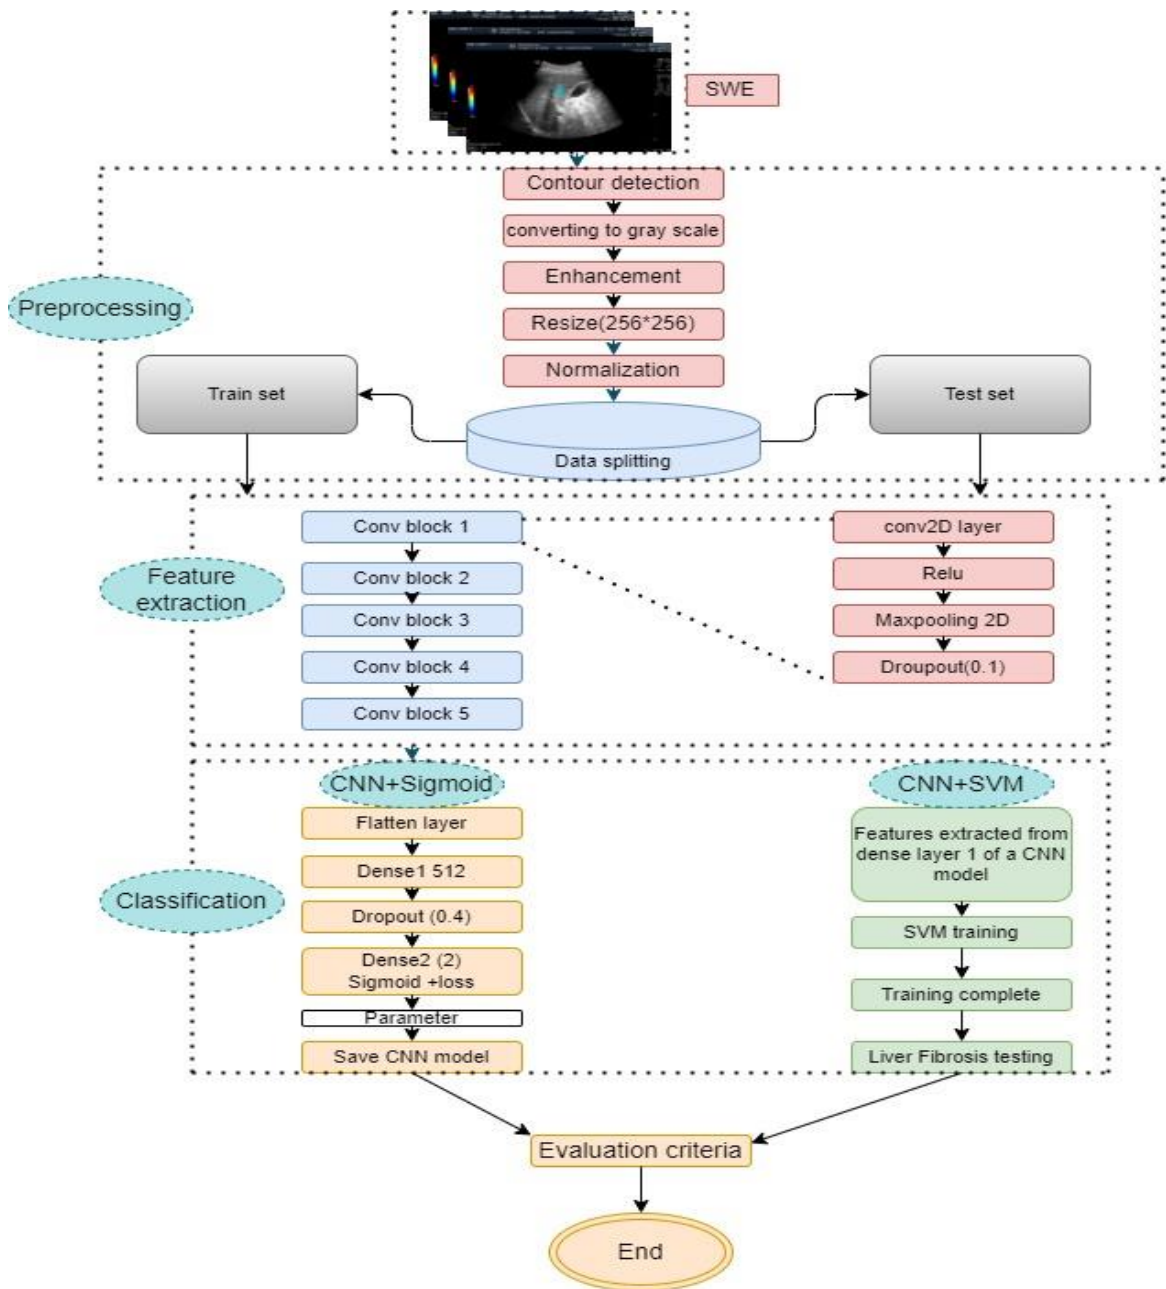 SWE
Contour detection
converting to gray scale
Enhancement
Preprocessing
Resize(256*256)
Normalization
Train set
Test set
Data splitting
Conv block 1
conv2D layer
Feature
extraction
Conv block 2
Relu
Conv block 3
Maxpooling 2D
Conv block 4
Droupout(0.1)
Conv block 5
CNN+Sigmoid
CNN+SVM
Flatten layer
Features extracted from
dense layer 1 of a CNN
model
Dense1 512
Classification
Dropout (0.4)
SVM training
Dense2 (2)
Sigmoid +loss
Training complete
Parameter
Save CNN model
Liver Fibrosis testing
Evaluation criteria
End